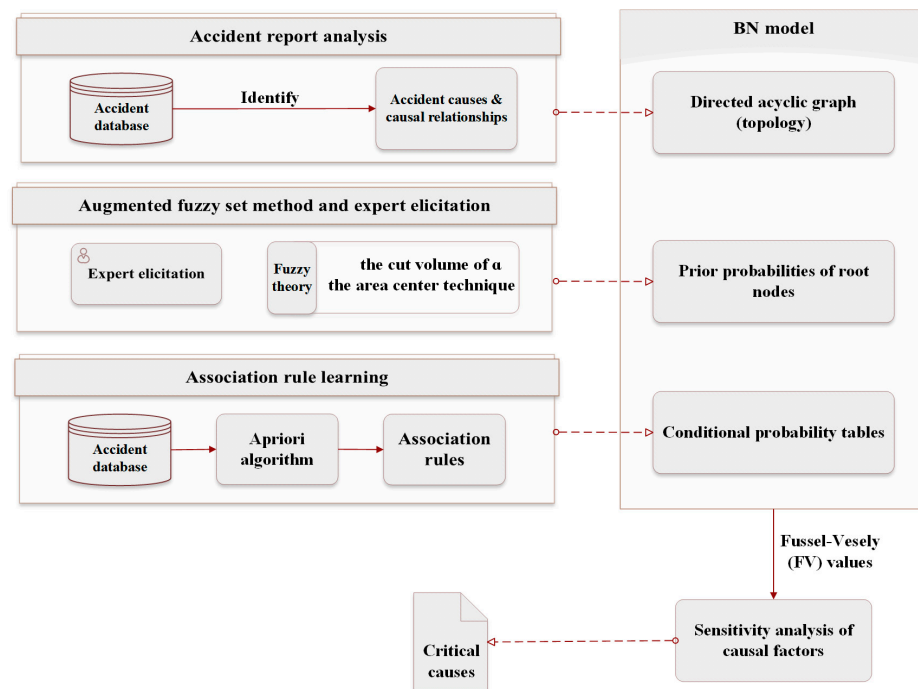 Accident report analysis
Accident
database
Identify
Accident causes &
causal relationships
Augmented fuzzy set method and expert elicitation
Expert elicitation
Fuzzy
theory
the cut volume of α
the area center technique
Association rule learning
Accident
database
Apriori
algorithm
Association
rules
BN model
Directed acyclic graph
(topology)
Prior probabilities of root
nodes
Conditional probability tables
Fussel-Vesely
(FV) values
Sensitivity analysis of
causal factors
Critical
causes